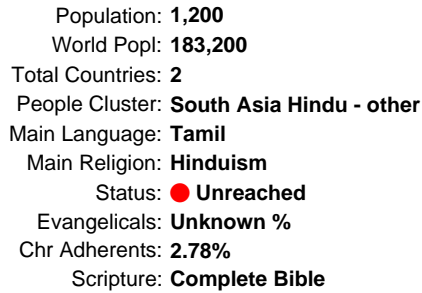 Population: 1,200
World Popl: 183,200
Total Countries: 2
People Cluster: South Asia Hindu - other
Main Language: Tamil
Main Religion: Hinduism
Status: Unreached
Evangelicals: Unknown %
Chr Adherents: 2.78%
Scripture: Complete Bible